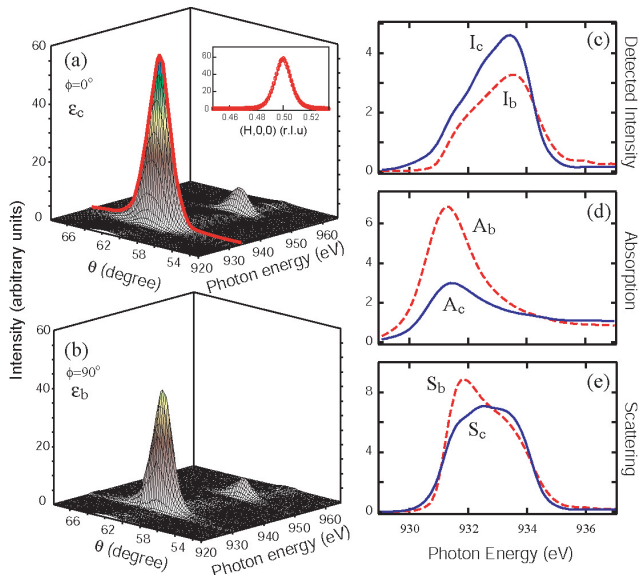 (a)
φ=0°
εc
60
40
20
0
60
40
20
0
0.46 0.50 0.52
(H,0,0) (r.l.u)
66
62
58
54
θ (degree)
920
930
940
950
960
Photon energy (eV)
Intensity (arbitrary units)
(b)
φ=90°
εb
60
40
20
0
66
62
58
54
θ (degree)
920
930
940
950
960
Photon energy (eV)
(c)
Ic
Ib
4
2
0
Detected Intensity
(d)
Ab
Ac
6
4
2
0
Absorption
(e)
Sb
Sc
8
4
0
Scattering
930 932 934 936
Photon Energy (eV)